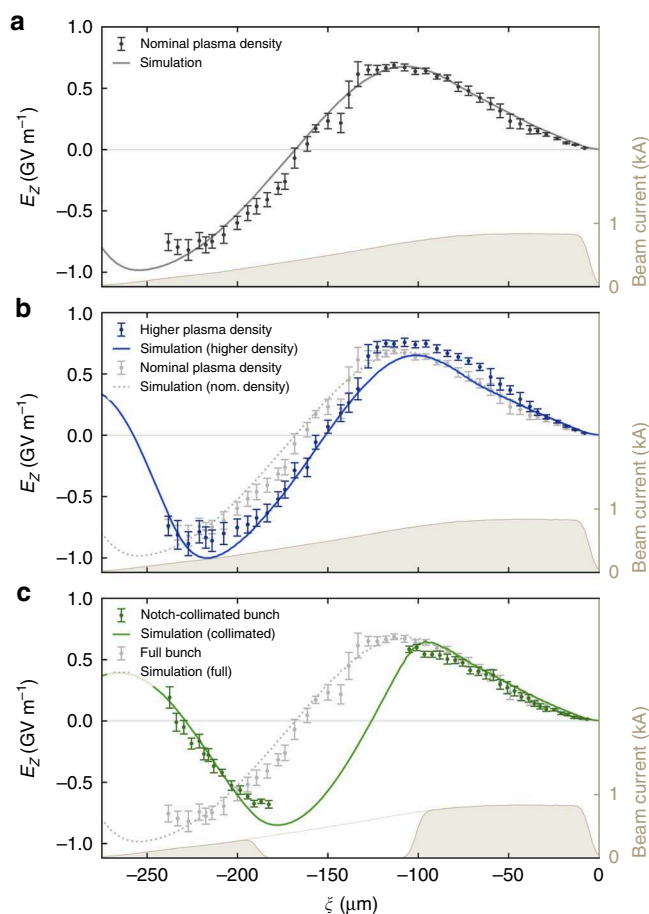 a
1.0
Nominal plasma density
Simulation
0.5
0.0
−0.5
−1.0
E_Z (GV m⁻¹)
1
0
Beam current (kA)
b
1.0
Higher plasma density
Simulation (higher density)
Nominal plasma density
Simulation (nom. density)
0.5
0.0
−0.5
−1.0
E_Z (GV m⁻¹)
1
0
Beam current (kA)
c
1.0
Notch-collimated bunch
Simulation (collimated)
Full bunch
Simulation (full)
0.5
0.0
−0.5
−1.0
E_Z (GV m⁻¹)
1
0
Beam current (kA)
−250 −200 −150 −100 −50 0
ξ (μm)